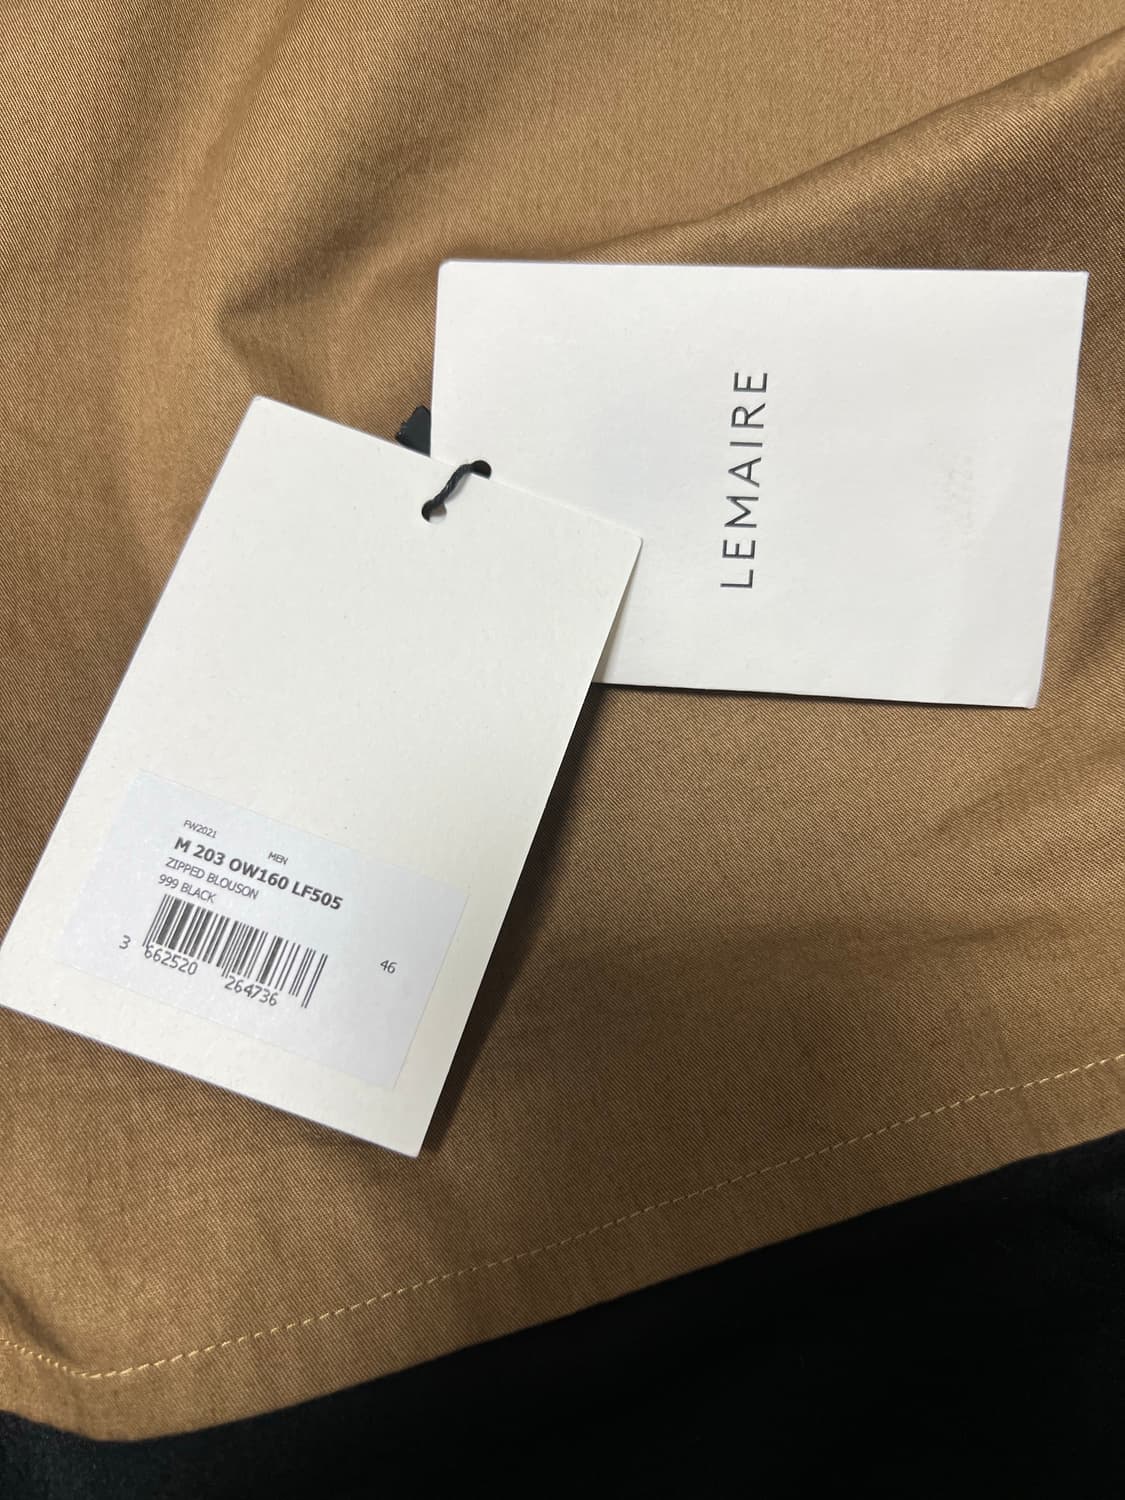 LEMAIRE
FW2021
MEN
M 203 OW160 LF505
ZIPPED BLOUSON
999 BLACK
46
3 662520 264736